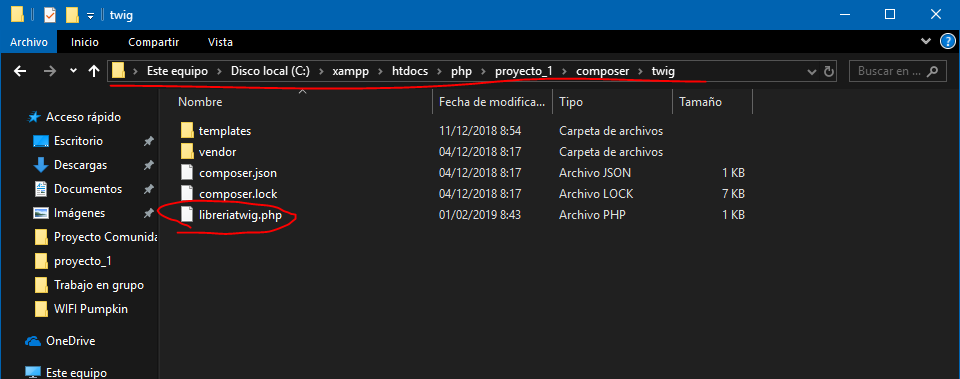 twig
Archivo Inicio Compartir Vista
Este equipo > Disco local (C:) > xampp > htdocs > php > proyecto_1 > composer > twig Buscar en ...
Nombre Fecha de modifica... Tipo Tamaño
Acceso rápido
Escritorio
Descargas
Documentos
Imágenes
Proyecto Comunida
proyecto_1
Trabajo en grupo
WIFI Pumpkin
OneDrive
Este equipo
templates 11/12/2018 8:54 Carpeta de archivos
vendor 04/12/2018 8:17 Carpeta de archivos
composer.json 04/12/2018 8:17 Archivo JSON 1 KB
composer.lock 04/12/2018 8:17 Archivo LOCK 7 KB
libreriatwig.php 01/02/2019 8:43 Archivo PHP 1 KB